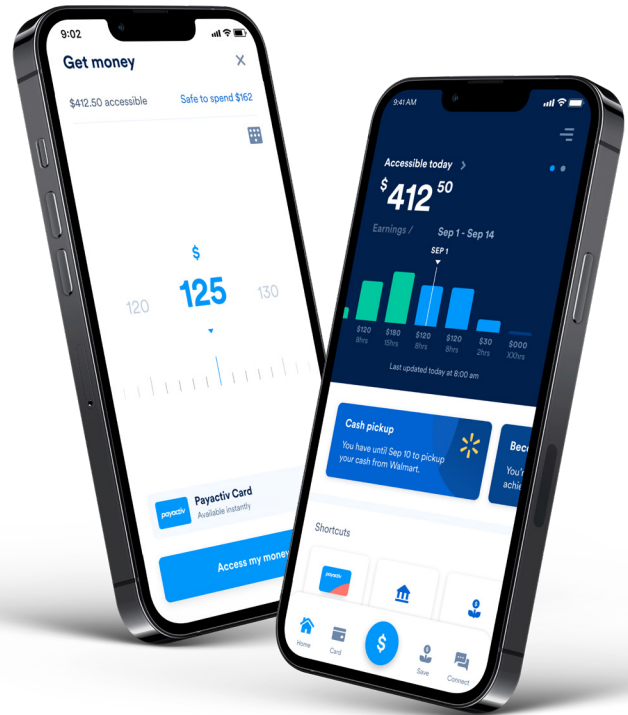 9:02
Get money
$412.50 accessible
Safe to spend $162
$
120
125
130
payactiv
Payactiv Card
Available instantly
Access my money
9:41 AM
Accessible today
$412 50
Earnings /
Sep 1 - Sep 14
SEP 1
$120
8hrs
$180
15hrs
$120
8hrs
$120
8hrs
$30
2hrs
$000
XXhrs
Last updated today at 8:00 am
Cash pickup
You have until Sep 10 to pickup
your cash from Walmart.
Beco
You'r
achie
Shortcuts
payactiv
$
Home
Card
Save
Connect